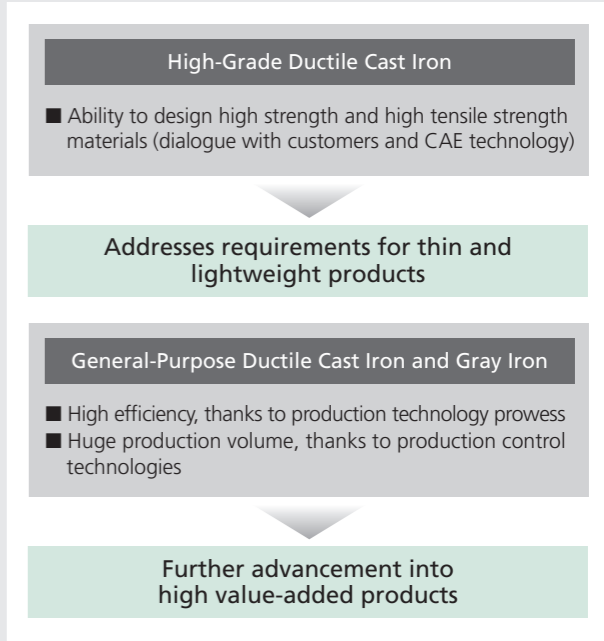 High-Grade Ductile Cast Iron
■ Ability to design high strength and high tensile strength
materials (dialogue with customers and CAE technology)
Addresses requirements for thin and
lightweight products
General-Purpose Ductile Cast Iron and Gray Iron
■ High efficiency, thanks to production technology prowess
■ Huge production volume, thanks to production control
technologies
Further advancement into
high value-added products